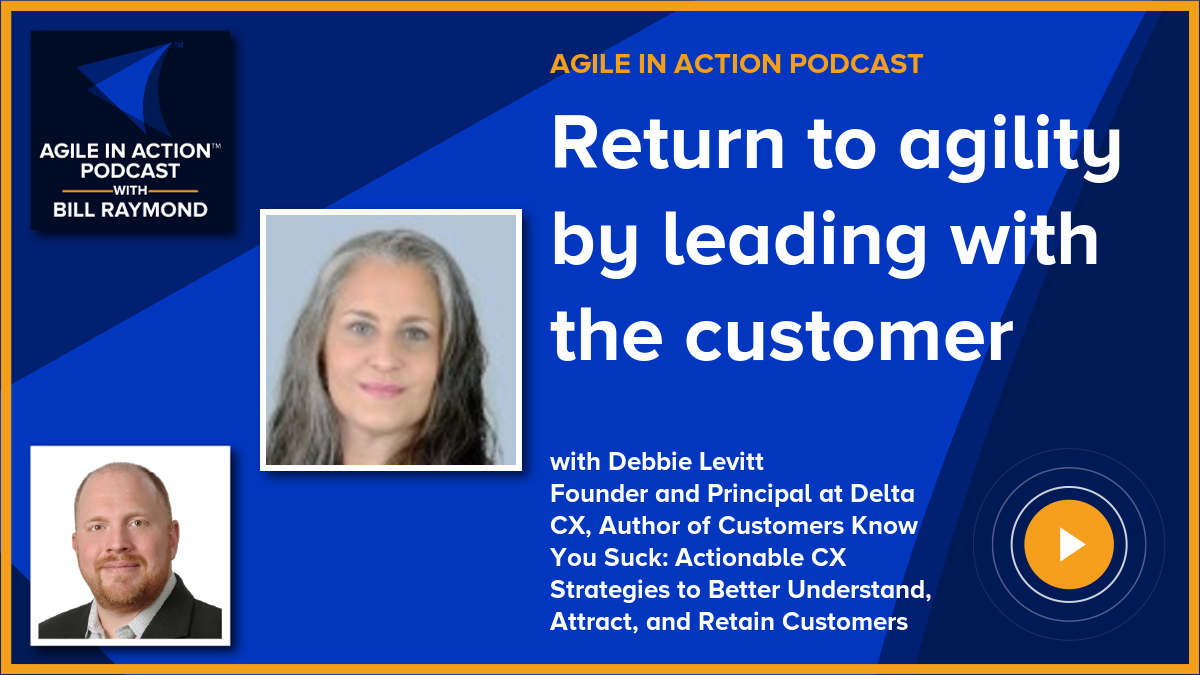 AGILE IN ACTION™
PODCAST
WITH
BILL RAYMOND
AGILE IN ACTION PODCAST
Return to agility
by leading with
the customer
with Debbie Levitt
Founder and Principal at Delta
CX, Author of Customers Know
You Suck: Actionable CX
Strategies to Better Understand,
Attract, and Retain Customers